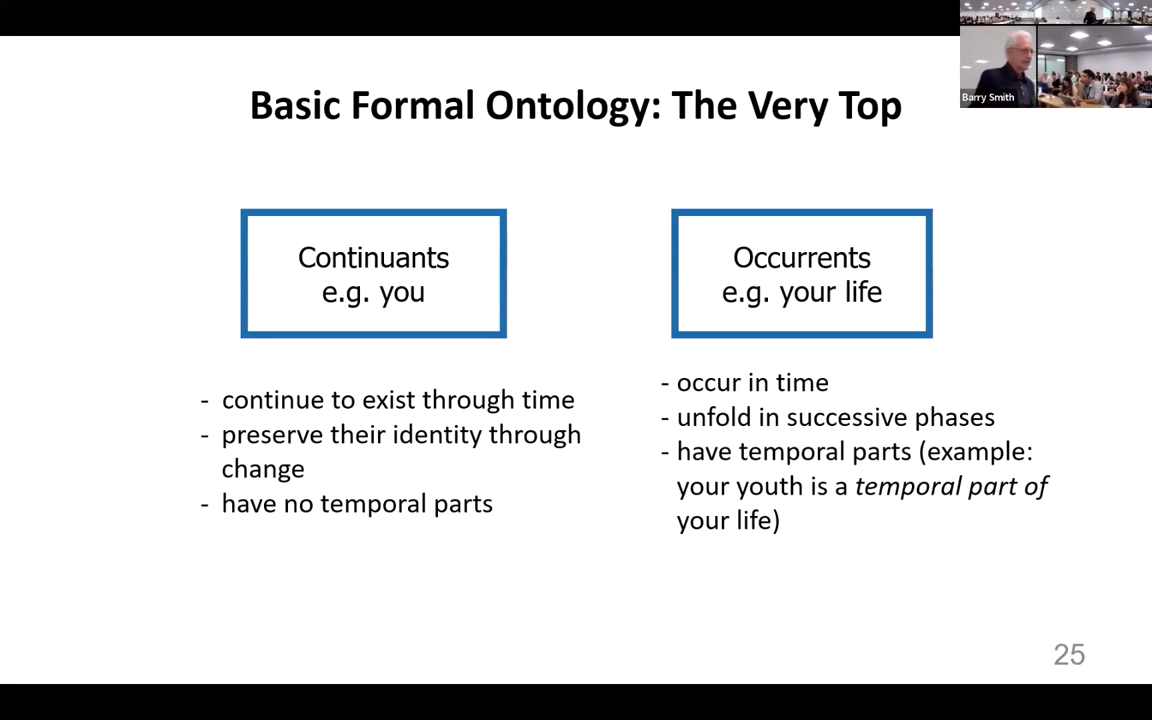 Basic Formal Ontology: The Very Top
Barry Smith
Continuants
e.g. you
- continue to exist through time
- preserve their identity through
change
- have no temporal parts
Occurrents
e.g. your life
- occur in time
- unfold in successive phases
- have temporal parts (example:
your youth is a temporal part of
your life)
25